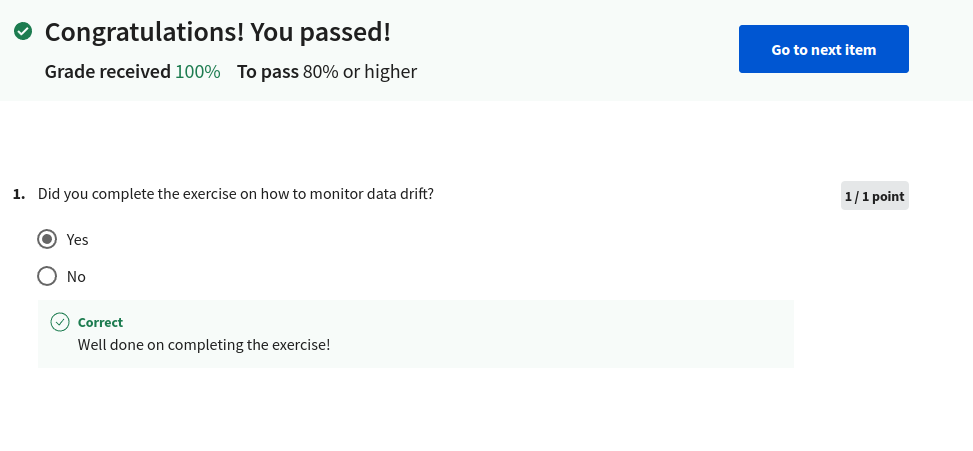 Congratulations! You passed!
Go to next item
Grade received 100% To pass 80% or higher
1. Did you complete the exercise on how to monitor data drift?
1 / 1 point
Yes
No
Correct
Well done on completing the exercise!